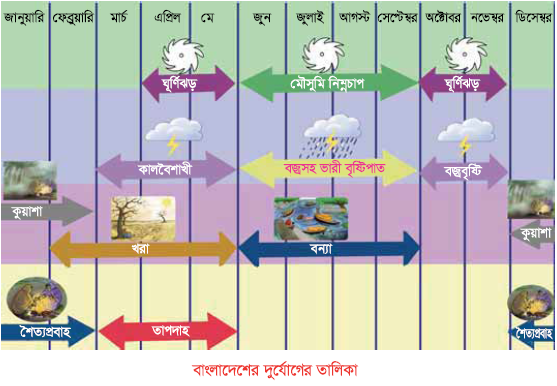 জানুয়ারি ফেব্রুয়ারি মার্চ এপ্রিল মে জুন জুলাই আগস্ট সেপ্টেম্বর অক্টোবর নভেম্বর ডিসেম্বর
ঘূর্ণিঝড় মৌসুমি নিম্নচাপ ঘূর্ণিঝড়
কালবৈশাখী বজ্রসহ ভারী বৃষ্টিপাত বজ্রবৃষ্টি
কুয়াশা
কুয়াশা
খরা বন্যা
শৈত্যপ্রবাহ তাপদাহ শৈত্যপ্রবাহ
বাংলাদেশের দুর্যোগের তালিকা